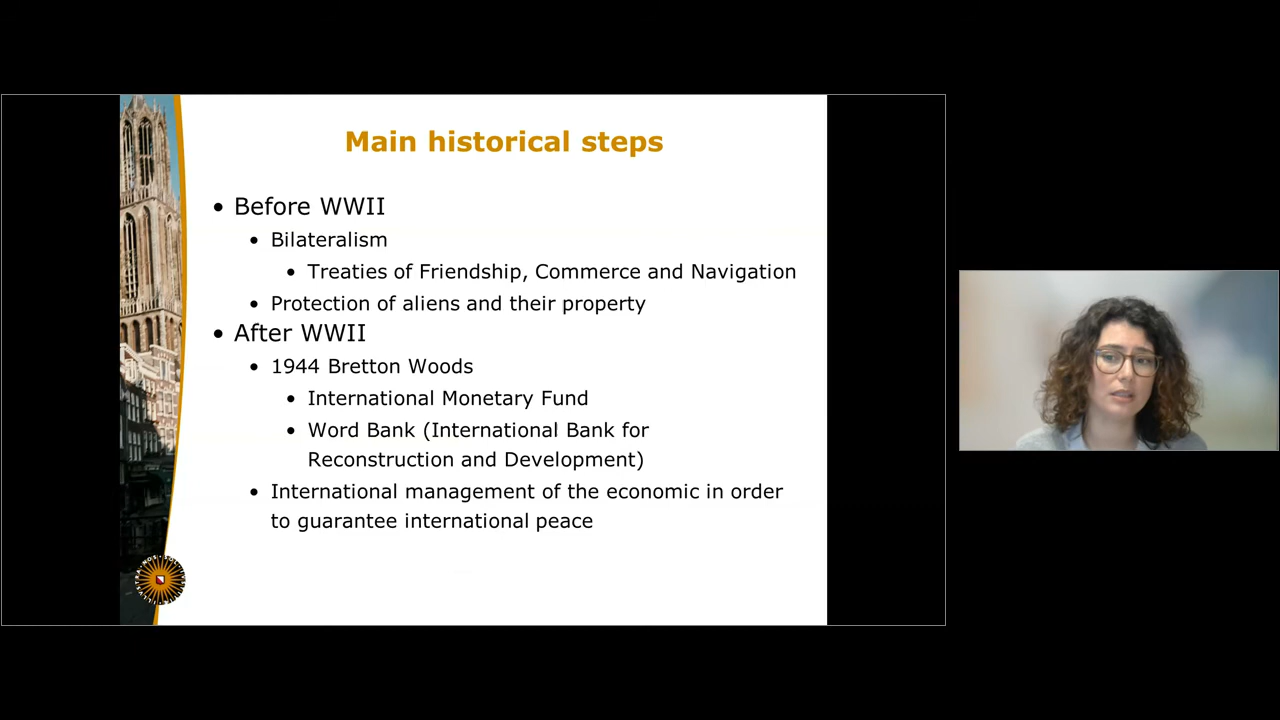 Main historical steps
• Before WWII
• Bilateralism
• Treaties of Friendship, Commerce and Navigation
• Protection of aliens and their property
• After WWII
• 1944 Bretton Woods
• International Monetary Fund
• Word Bank (International Bank for
Reconstruction and Development)
• International management of the economic in order
to guarantee international peace